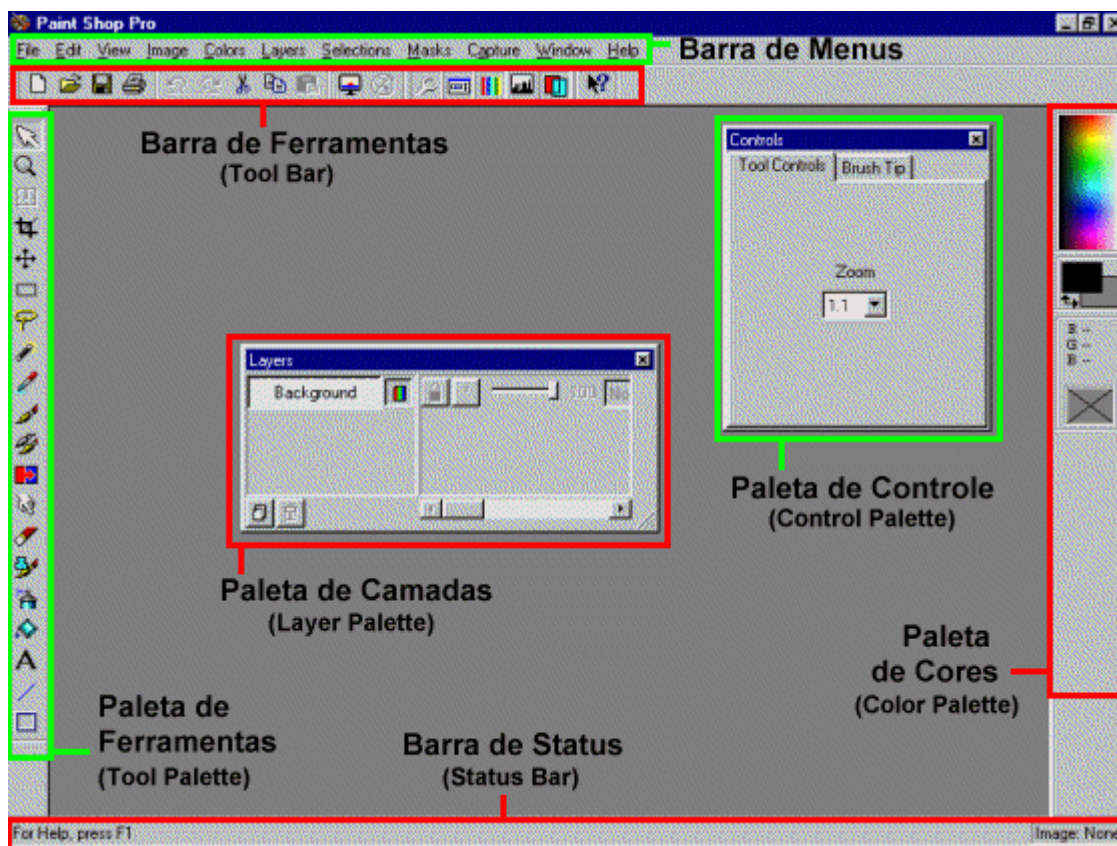 Paint Shop Pro
File Edit View Image Colors Layers Selections Masks Capture Window Help
Barra de Menus
Barra de Ferramentas
(Tool Bar)
Controls
Tool Controls Brush Tip
Zoom
1:1
Paleta de Controle
(Control Palette)
Layers
Background
100 No
Paleta de Camadas
(Layer Palette)
R --
G --
B --
Paleta
de Cores
(Color Palette)
A
Paleta de
Ferramentas
(Tool Palette)
Barra de Status
(Status Bar)
For Help, press F1
Image: None